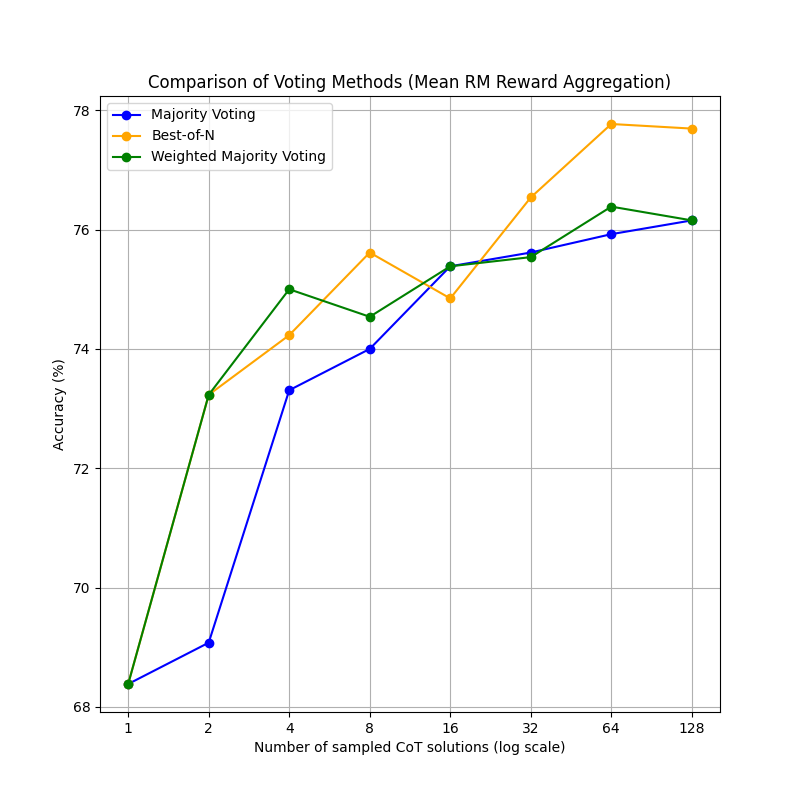 Comparison of Voting Methods (Mean RM Reward Aggregation)
Majority Voting
Best-of-N
Weighted Majority Voting
78
76
74
72
70
68
Accuracy (%)
1 2 4 8 16 32 64 128
Number of sampled CoT solutions (log scale)